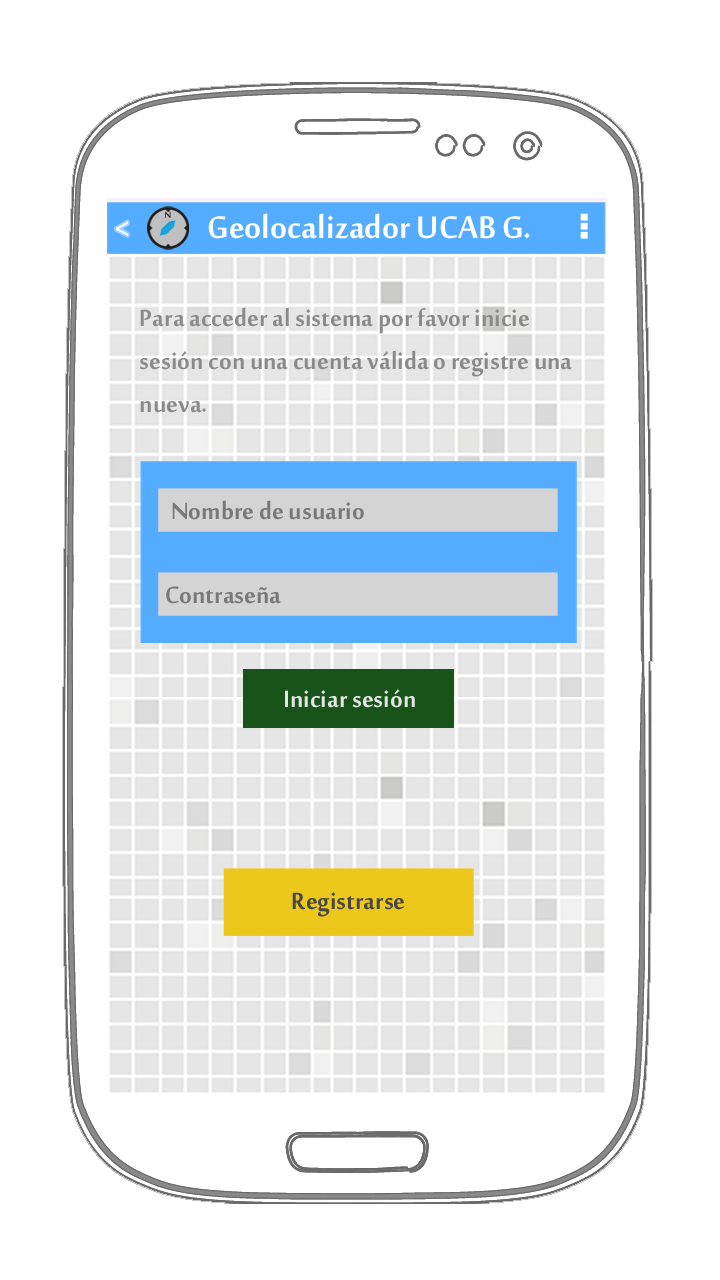 N
< Geolocalizador UCAB G.
Para acceder al sistema por favor inicie
sesión con una cuenta válida o registre una
nueva.
Nombre de usuario
Contraseña
Iniciar sesión
Registrarse